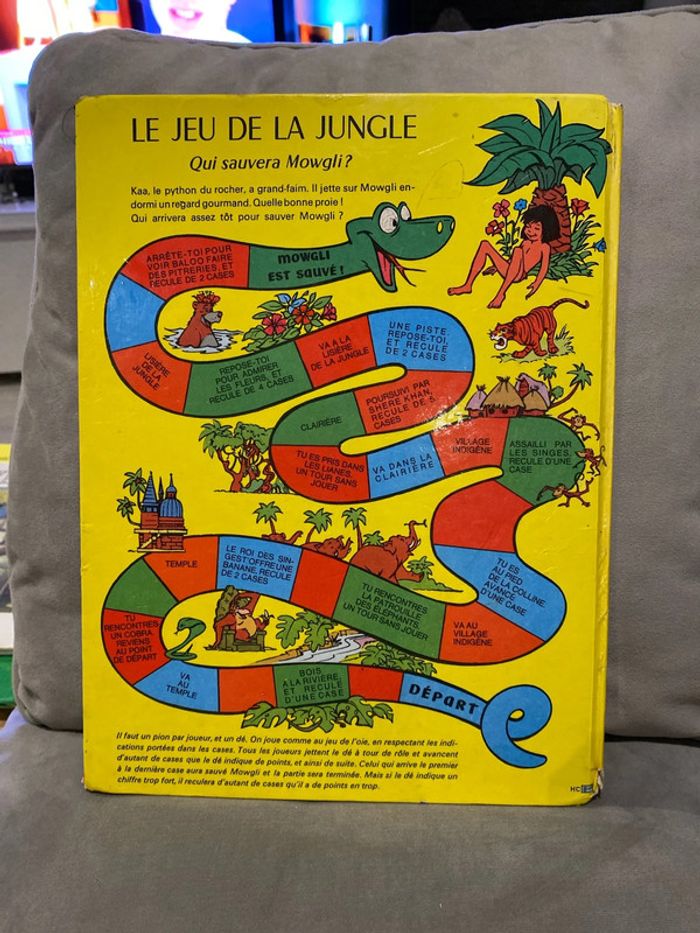 LE JEU DE LA JUNGLE
Qui sauvera Mowgli ?
Kaa, le python du rocher, a grand-faim. Il jette sur Mowgli en-
dormi un regard gourmand. Quelle bonne proie !
Qui arrivera assez tôt pour sauver Mowgli ?
ARRÊTE-TOI POUR
VOIR BALOO FAIRE
DES PITRERIES, ET
RECULE DE 2 CASES
MOWGLI
EST SAUVÉ !
LISIÈRE
DE LA
JUNGLE
REPOSE-TOI
POUR ADMIRER
LES FLEURS, ET
RECULE DE 4 CASES
VA A LA
LISIÈRE
DE LA JUNGLE
UNE PISTE.
REPOSE-TOI,
ET RECULE
DE 2 CASES
CLAIRIÈRE
POURSUIVI PAR
SHERE KHAN,
RECULE DE 5
CASES
TU ES PRIS DANS
LES LIANES,
UN TOUR SANS
JOUER
VA DANS LA
CLAIRIÈRE
VILLAGE
INDIGÈNE
ASSAILLI PAR
LES SINGES,
RECULE D'UNE
CASE
TU ES
AU PIED
DE LA COLLINE
AVANCE
D'UNE CASE
TEMPLE
LE ROI DES SIN-
GES T'OFFRE UNE
BANANE, RECULE
DE 2 CASES
TU RENCONTRES
LA PATROUILLE
DES ÉLÉPHANTS,
UN TOUR SANS JOUER
VA AU
VILLAGE
INDIGÈNE
TU
RENCONTRES
UN COBRA
REVIENS
AU POINT
DE DÉPART
VA
AU
TEMPLE
BOIS
A LA RIVIÈRE,
ET RECULE
D'UNE CASE
DÉPART
Il faut un pion par joueur, et un dé. On joue comme au jeu de l'oie, en respectant les indi-
cations portées dans les cases. Tous les joueurs jettent le dé à tour de rôle et avancent
d'autant de cases que le dé indique de points, et ainsi de suite. Celui qui arrive le premier
à la dernière case aura sauvé Mowgli et la partie sera terminée. Mais si le dé indique un
chiffre trop fort, il reculera d'autant de cases qu'il a de points en trop.
HC